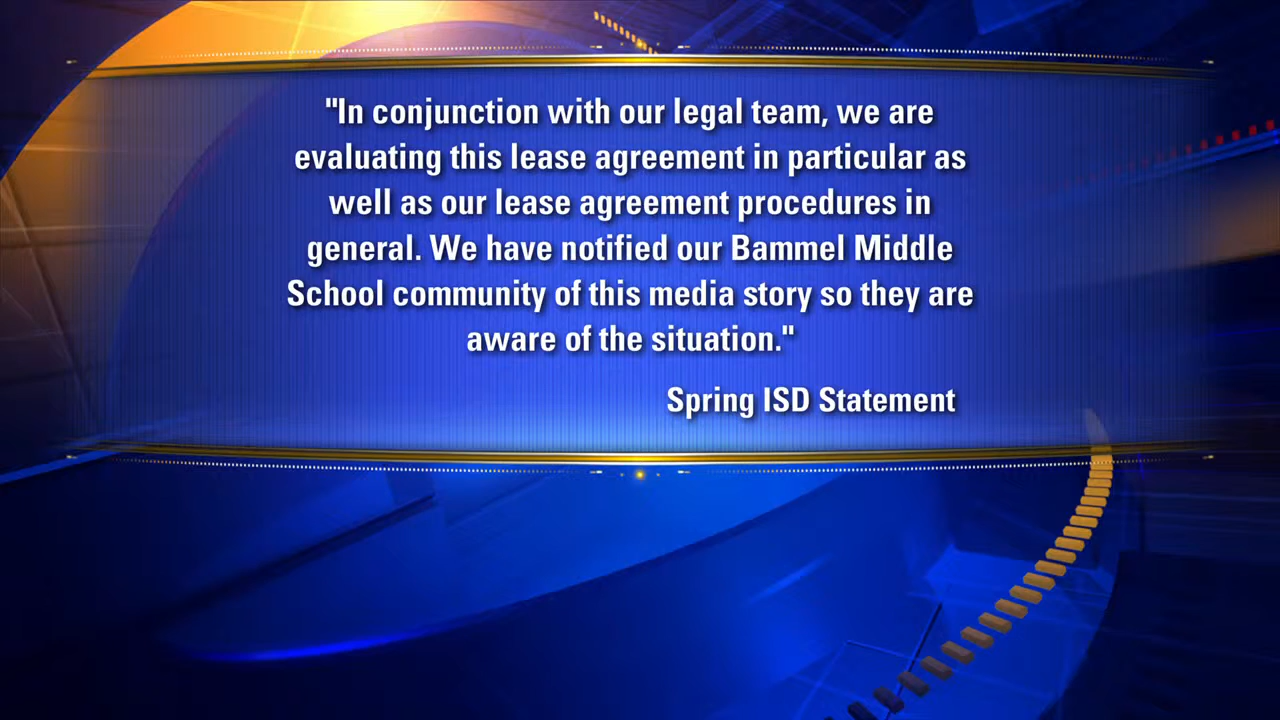 "In conjunction with our legal team, we are
evaluating this lease agreement in particular as
well as our lease agreement procedures in
general. We have notified our Bammel Middle
School community of this media story so they are
aware of the situation."
Spring ISD Statement